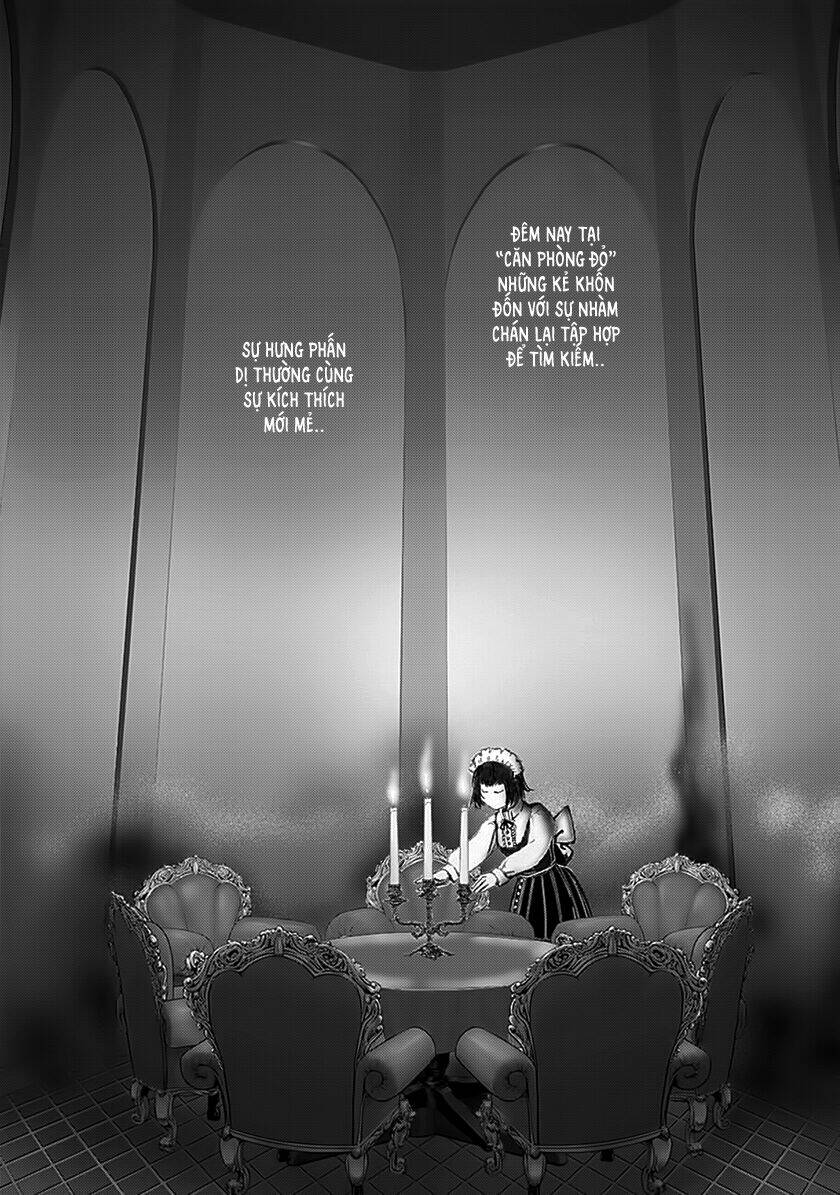 ĐÊM NAY TẠI
“CĂN PHÒNG ĐỎ”
NHỮNG KẺ KHỐN
ĐỐN VỚI SỰ NHÀM
CHÁN LẠI TẬP HỢP
ĐỂ TÌM KIẾM..
SỰ HƯNG PHẤN
DỊ THƯỜNG CÙNG
SỰ KÍCH THÍCH
MỚI MẺ..